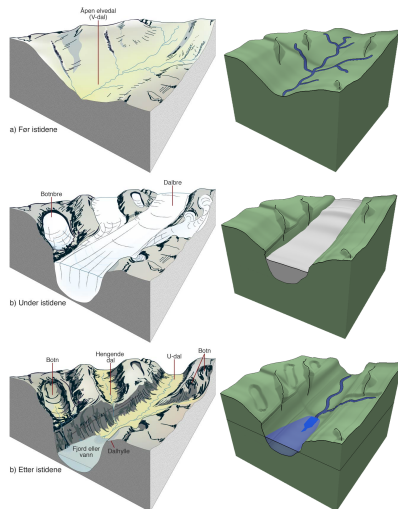 Åpen elvedal
(V-dal)
a) Før istidene
Dalbre
Botnbre
b) Under istidene
Botn
Hengende
dal
U-dal
Botn
Fjord eller
vann
Dalhylle
b) Etter istidene